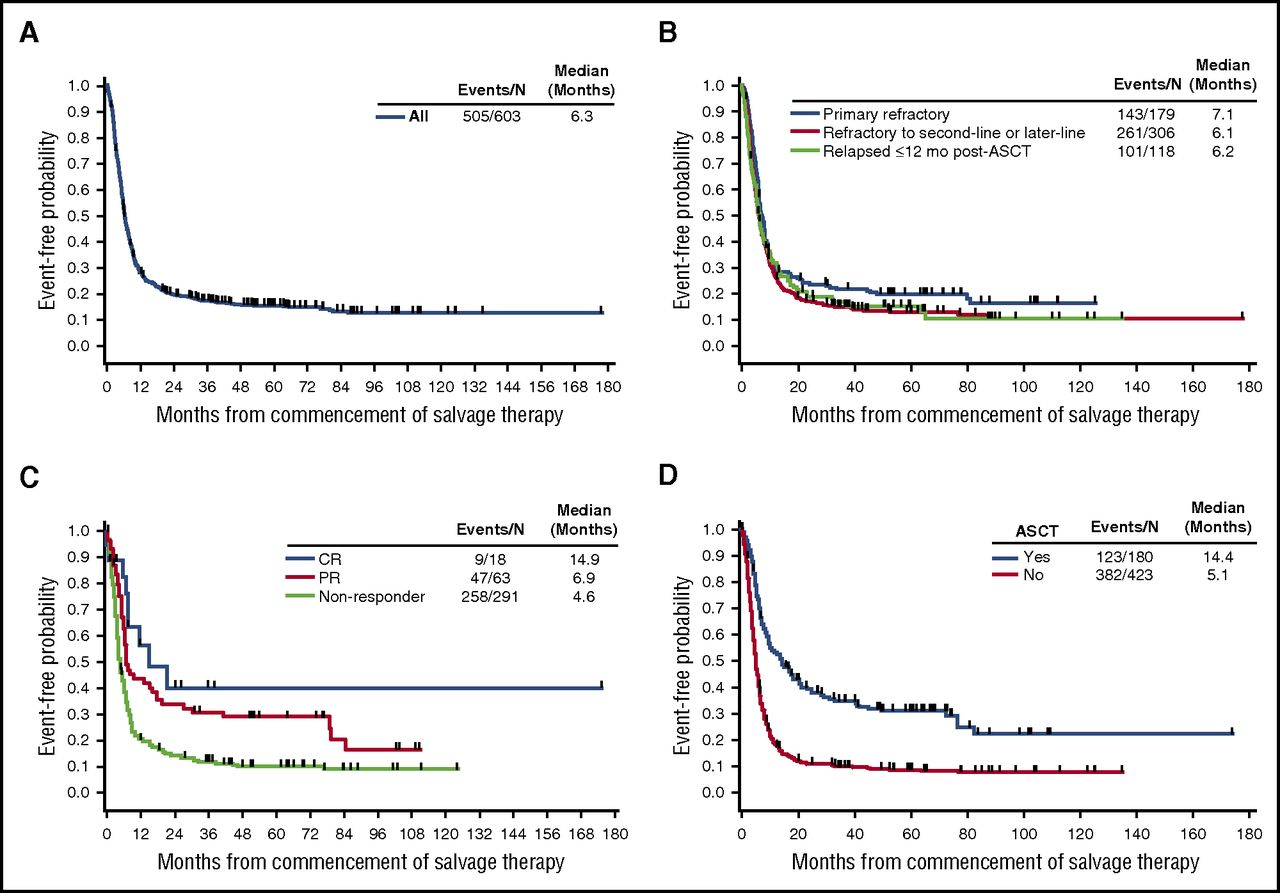 A
Median
Events/N (Months)
All 505/603 6.3
1.0
0.9
0.8
0.7
0.6
0.5
0.4
0.3
0.2
0.1
0.0
Event-free probability
0 12 24 36 48 60 72 84 96 108 120 132 144 156 168 180
Months from commencement of salvage therapy
B
Median
Events/N (Months)
Primary refractory 143/179 7.1
Refractory to second-line or later-line 261/306 6.1
Relapsed ≤12 mo post-ASCT 101/118 6.2
1.0
0.9
0.8
0.7
0.6
0.5
0.4
0.3
0.2
0.1
0.0
Event-free probability
0 20 40 60 80 100 120 140 160 180
Months from commencement of salvage therapy
C
Median
Events/N (Months)
CR 9/18 14.9
PR 47/63 6.9
Non-responder 258/291 4.6
1.0
0.9
0.8
0.7
0.6
0.5
0.4
0.3
0.2
0.1
0.0
Event-free probability
0 12 24 36 48 60 72 84 96 108 120 132 144 156 168 180
Months from commencement of salvage therapy
D
Median
ASCT Events/N (Months)
Yes 123/180 14.4
No 382/423 5.1
1.0
0.9
0.8
0.7
0.6
0.5
0.4
0.3
0.2
0.1
0.0
Event-free probability
0 20 40 60 80 100 120 140 160 180
Months from commencement of salvage therapy